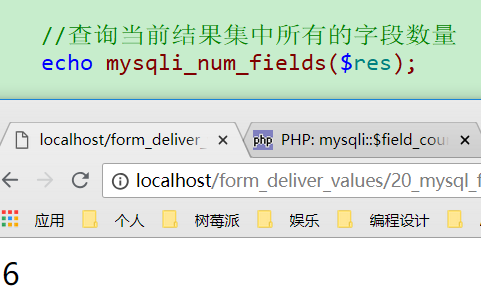 //查询当前结果集中所有的字段数量
echo mysqli_num_fields($res);
localhost/form_deliver_ × php PHP: mysqli::$field_cou ×
localhost/form_deliver_values/20_mysql_f
应用 个人 树莓派 娱乐 编程设计
6